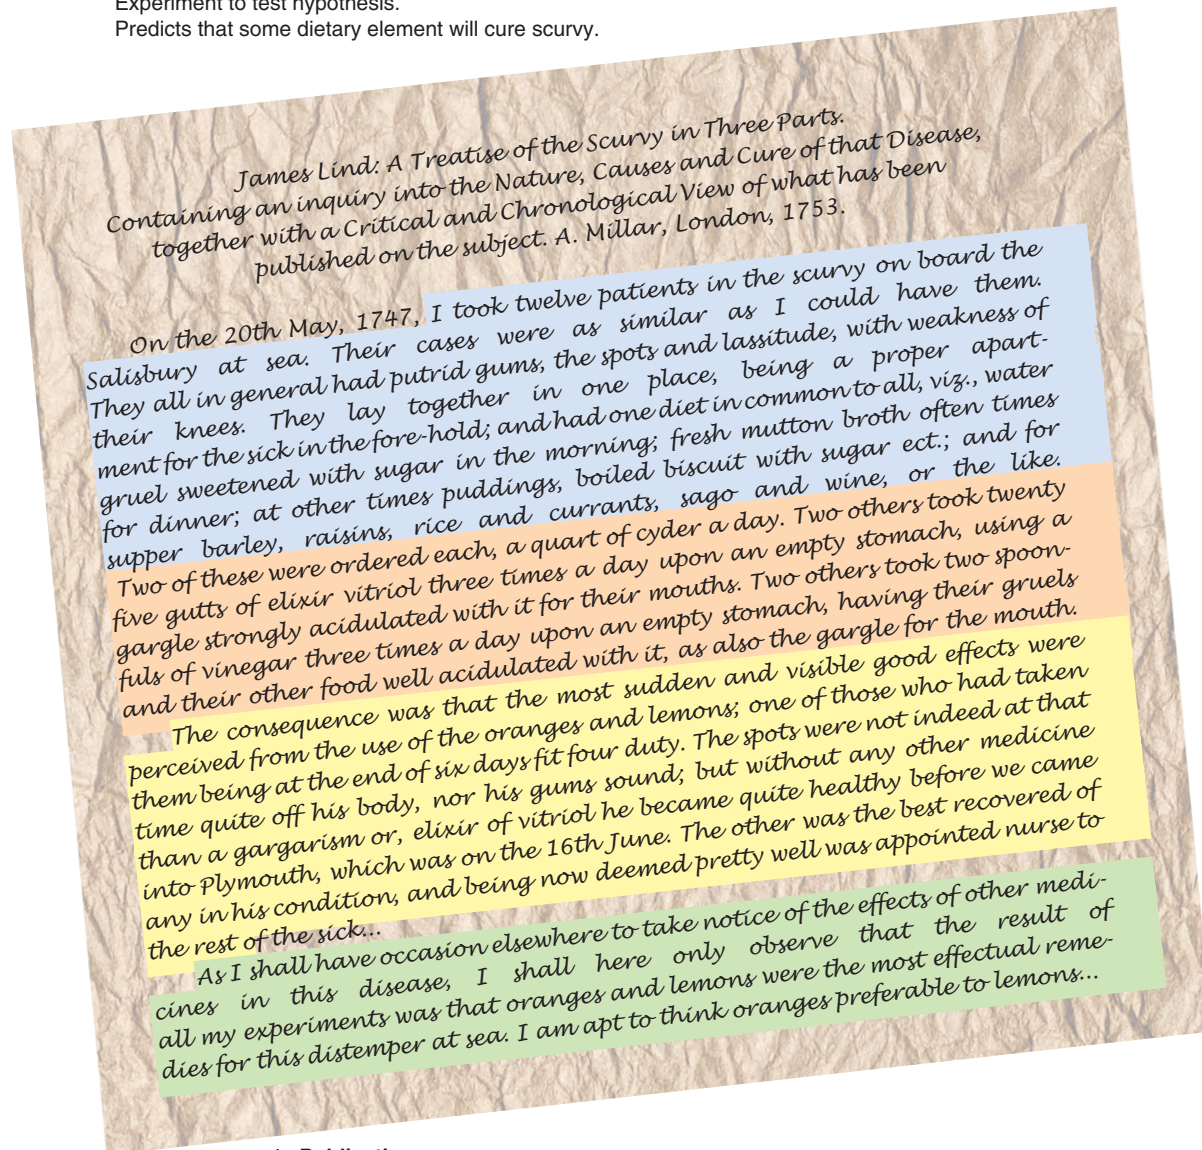 Experiment to test hypothesis.
Predicts that some dietary element will cure scurvy.
James Lind: A Treatise of the Scurvy in Three Parts.
Containing an inquiry into the Nature, Causes and Cure of that Disease,
together with a Critical and Chronological View of what has been
published on the subject. A. Millar, London, 1753.
On the 20th May, 1747, I took twelve patients in the scurvy on board the
Salisbury at sea. Their cases were as similar as I could have them.
They all in general had putrid gums, the spots and lassitude, with weakness of
their knees. They lay together in one place, being a proper apart-
ment for the sick in the fore-hold; and had one diet in common to all, viz., water
gruel sweetened with sugar in the morning; fresh mutton broth often times
for dinner; at other times puddings, boiled biscuit with sugar ect.; and for
supper barley, raisins, rice and currants, sago and wine, or the like.
Two of these were ordered each, a quart of cyder a day. Two others took twenty
five gutts of elixir vitriol three times a day upon an empty stomach, using a
gargle strongly acidulated with it for their mouths. Two others took two spoon-
fuls of vinegar three times a day upon an empty stomach, having their gruels
and their other food well acidulated with it, as also the gargle for the mouth.
The consequence was that the most sudden and visible good effects were
perceived from the use of the oranges and lemons; one of those who had taken
them being at the end of six days fit four duty. The spots were not indeed at that
time quite off his body, nor his gums sound; but without any other medicine
than a gargarism or, elixir of vitriol he became quite healthy before we came
into Plymouth, which was on the 16th June. The other was the best recovered of
any in his condition, and being now deemed pretty well was appointed nurse to
the rest of the sick...
As I shall have occasion elsewhere to take notice of the effects of other medi-
cines in this disease, I shall here only observe that the result of
all my experiments was that oranges and lemons were the most effectual reme-
dies for this distemper at sea. I am apt to think oranges preferable to lemons...